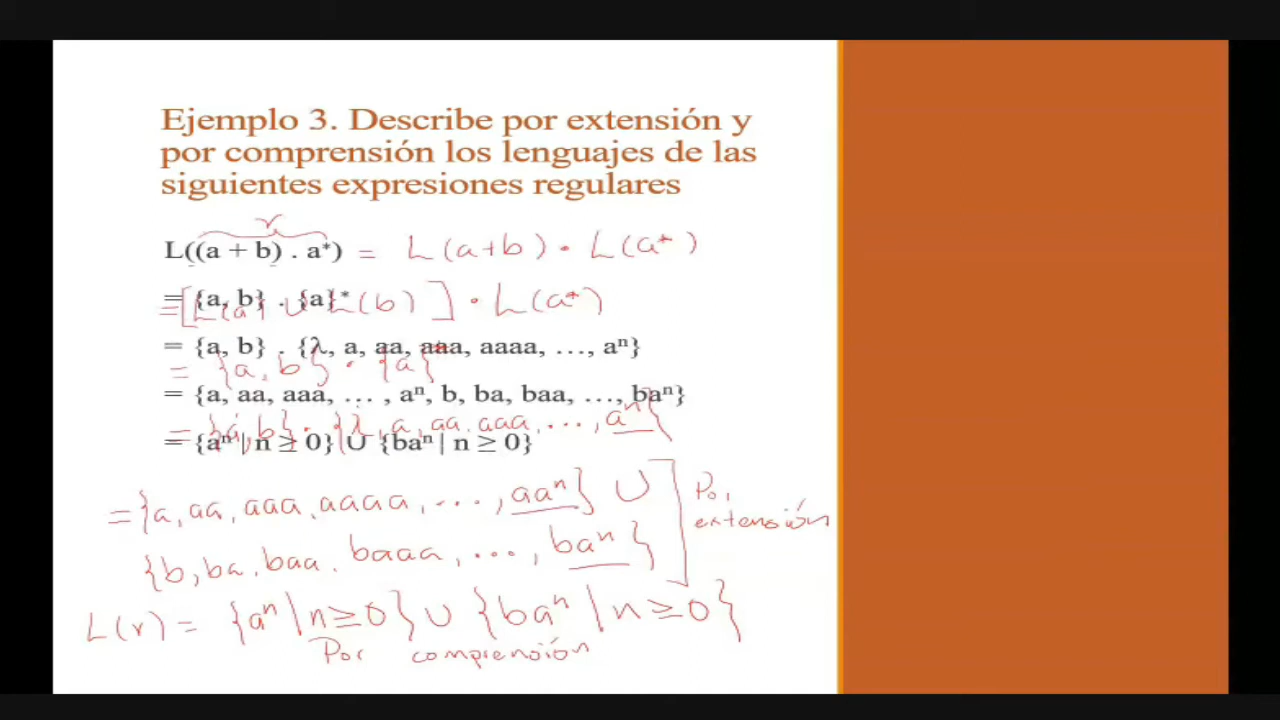 Ejemplo 3. Describe por extensión y
por comprensión los lenguajes de las
siguientes expresiones regulares
r
L((a + b) . a*) = L(a+b) • L(a*)
= {a, b} . {a}*
= [L(a) ∪ L(b)] • L(a*)
= {a, b} . {λ, a, aa, aaa, aaaa, …, aⁿ}
= {a, b} • {a}*
= {a, aa, aaa, … , aⁿ, b, ba, baa, …, baⁿ}
= {a, b} • {λ, a, aa, aaa, ..., aⁿ}
= {aⁿ | n ≥ 0} ∪ {baⁿ | n ≥ 0}
= {a, aa, aaa, aaaa, ..., aaⁿ} ∪
{b, ba, baa, baaa, ..., baⁿ}
Por
extensión
L(r) = {aⁿ | n ≥ 0} ∪ {baⁿ | n ≥ 0}
Por comprensión